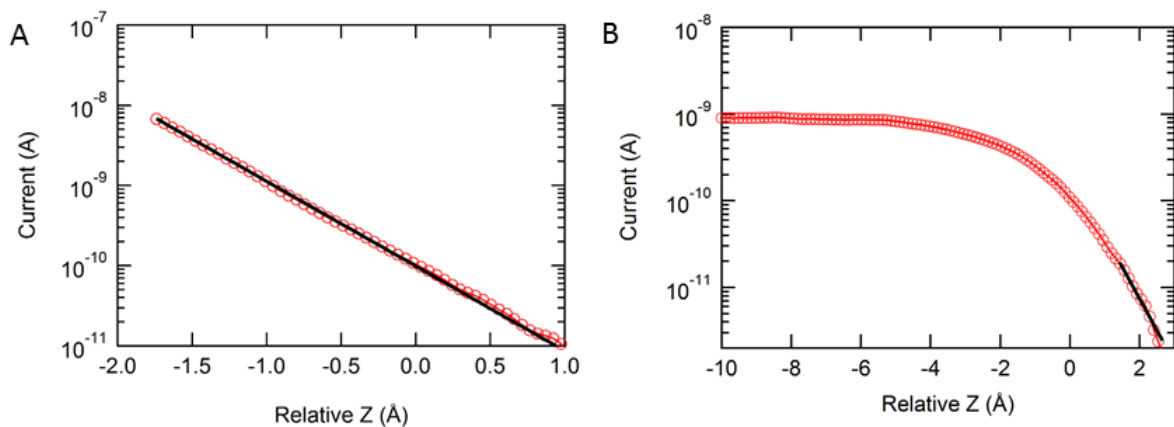 A
10⁻⁷
10⁻⁸
10⁻⁹
10⁻¹⁰
10⁻¹¹
Current (A)
-2.0 -1.5 -1.0 -0.5 0.0 0.5 1.0
Relative Z (Å)
B
10⁻⁸
10⁻⁹
10⁻¹⁰
10⁻¹¹
Current (A)
-10 -8 -6 -4 -2 0 2
Relative Z (Å)